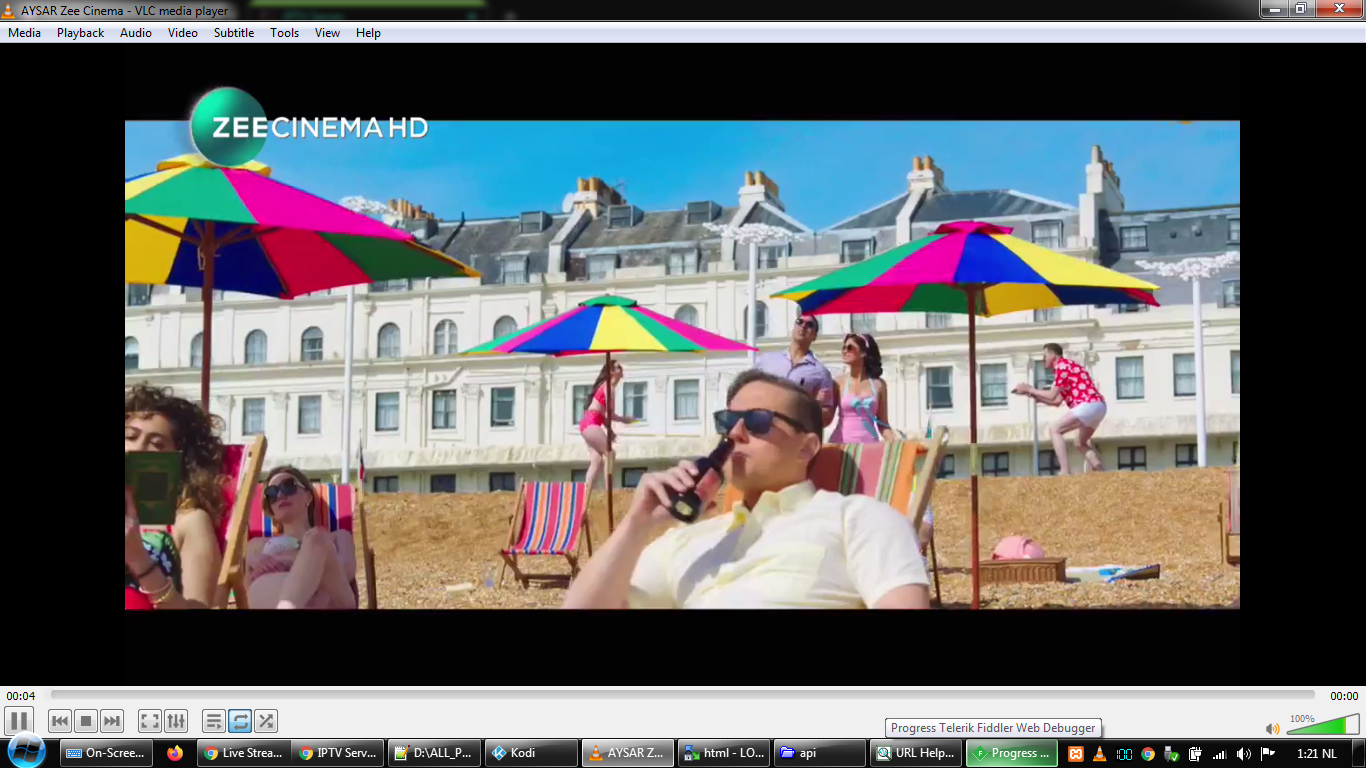 AYSAR Zee Cinema - VLC media player
Media Playback Audio Video Subtitle Tools View Help
ZEECINEMA HD
00:04
00:00
100%
Progress Telerik Fiddler Web Debugger
On-Scree... Live Strea... IPTV Serv... D:\ALL_P... Kodi AYSAR Z... html - LO... api URL Help... Progress ... 100 1:21 NL